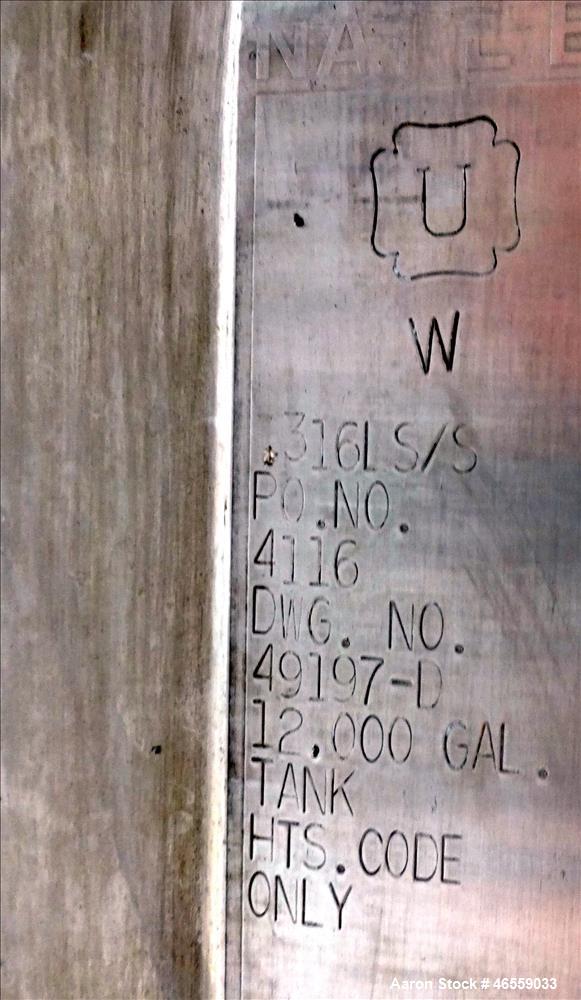 U
W
316L S/S
PO.NO.
4116
DWG. NO.
49197-D
12,000 GAL.
TANK
HTS.CODE
ONLY
Aaron Stock # 46559033